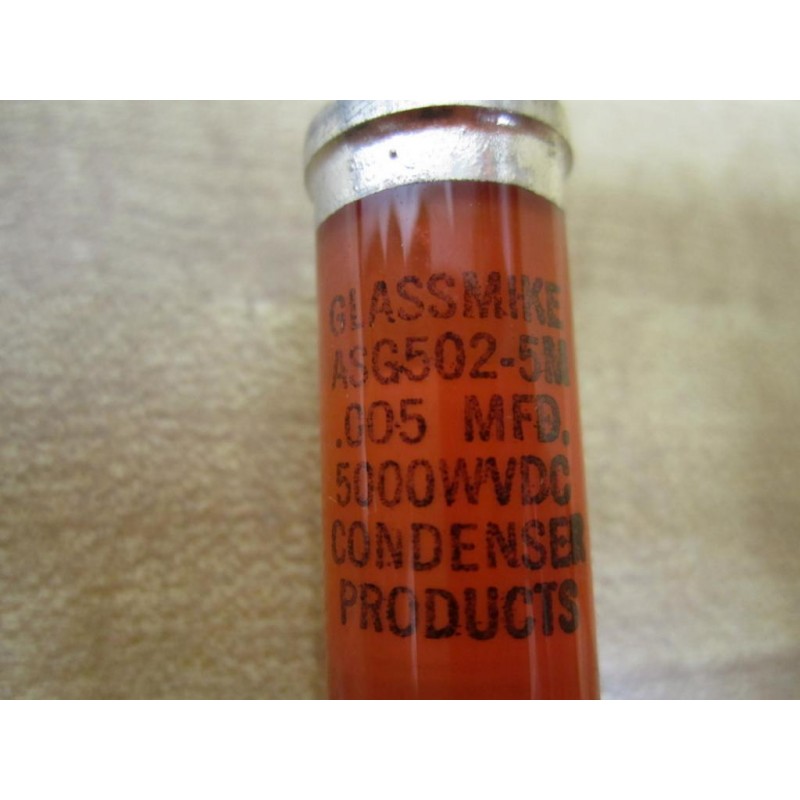 GLASSMIKE
ASG502-5M
.005 MFD.
5000WVDC
CONDENSER
PRODUCTS